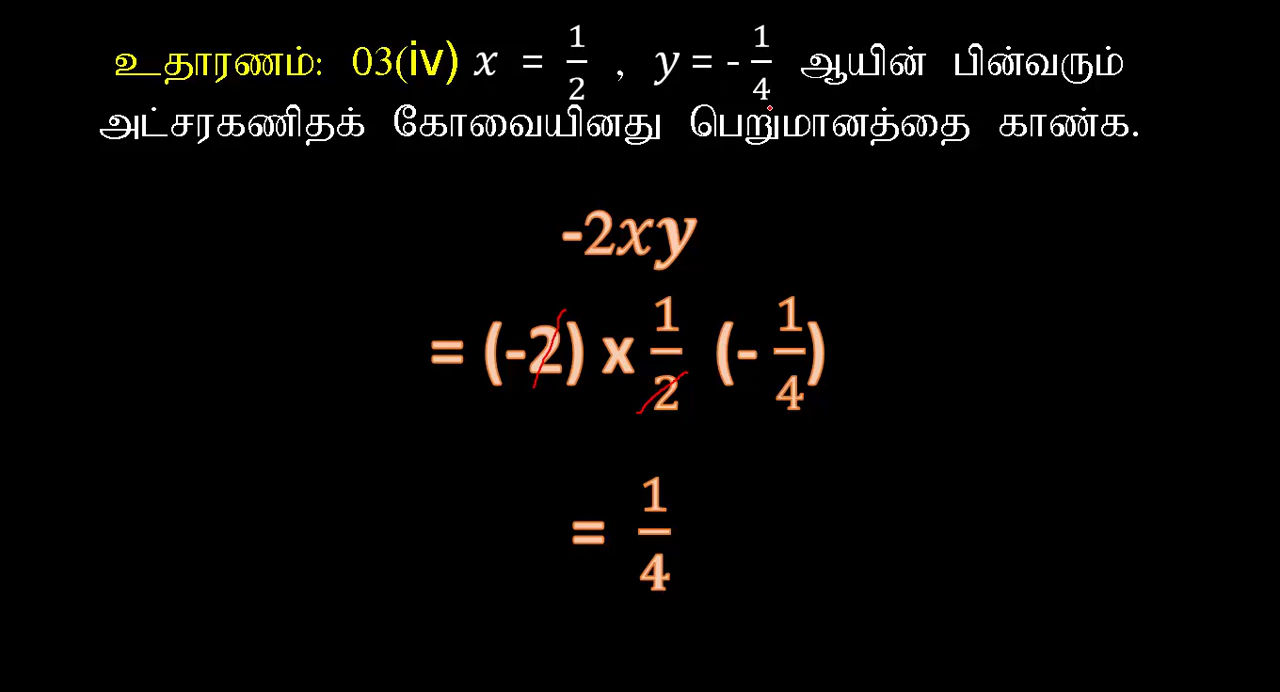 உதாரணம்: 03(iv) x = 1/2 , y = - 1/4 ஆயின் பின்வரும்
அட்சரகணிதக் கோவையினது பெறுமானத்தை காண்க.
-2xy
= (-2) x 1/2 (- 1/4)
= 1/4